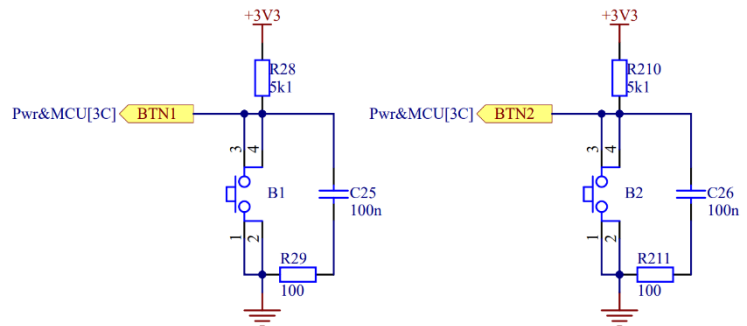 +3V3
R28
5k1
Pwr&MCU[3C]
BTN1
3
4
B1
C25
100n
1
2
R29
100
+3V3
R210
5k1
Pwr&MCU[3C]
BTN2
3
4
B2
C26
100n
1
2
R211
100